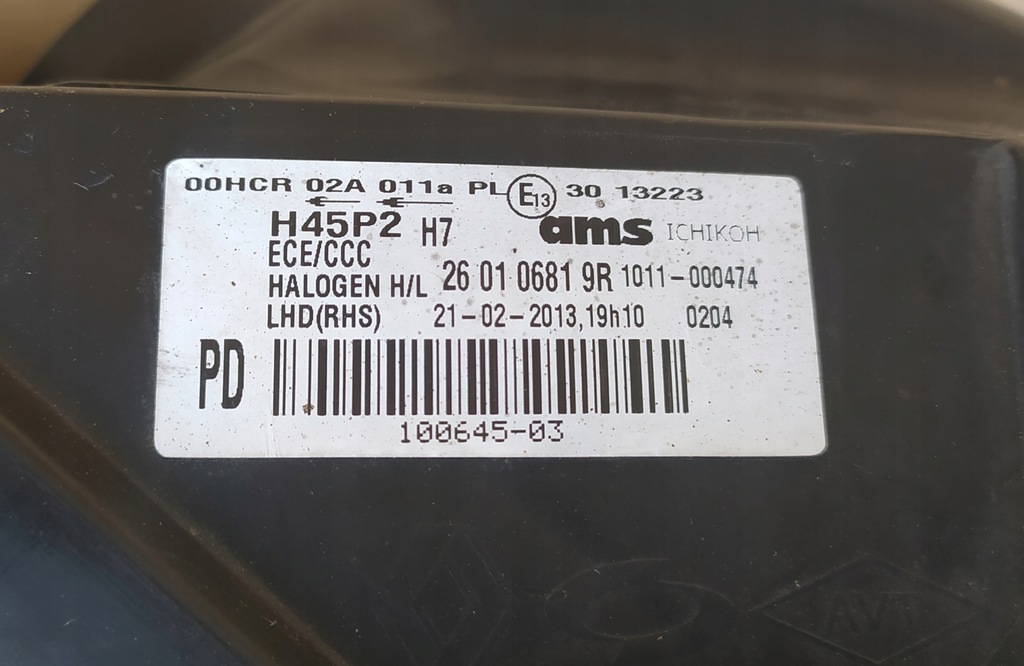 00HCR 02A 011a PL E13 30 13223
H45P2 H7 ams ICHIKOH
ECE/CCC
HALOGEN H/L 26 01 0681 9R 1011-000474
LHD(RHS) 21-02-2013,19h10 0204
PD
100645-03
AVT